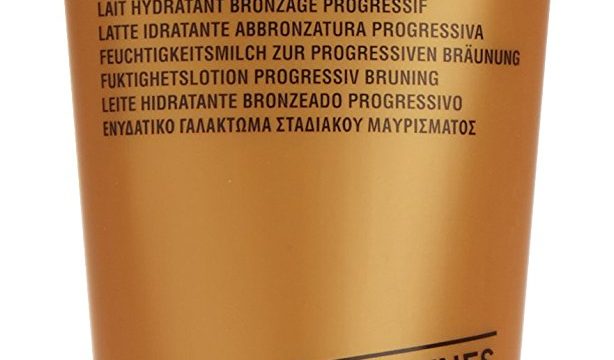 LAIT HYDRATANT BRONZAGE PROGRESSIF
LATTE IDRATANTE ABBRONZATURA PROGRESSIVA
FEUCHTIGKEITSMILCH ZUR PROGRESSIVEN BRÄUNUNG
FUKTIGHETSLOTION PROGRESSIV BRUNING
LEITE HIDRATANTE BRONZEADO PROGRESSIVO
ΕΝΥΔΑΤΙΚΟ ΓΑΛΑΚΤΩΜΑ ΣΤΑΔΙΑΚΟΥ ΜΑΥΡΙΣΜΑΤΟΣ